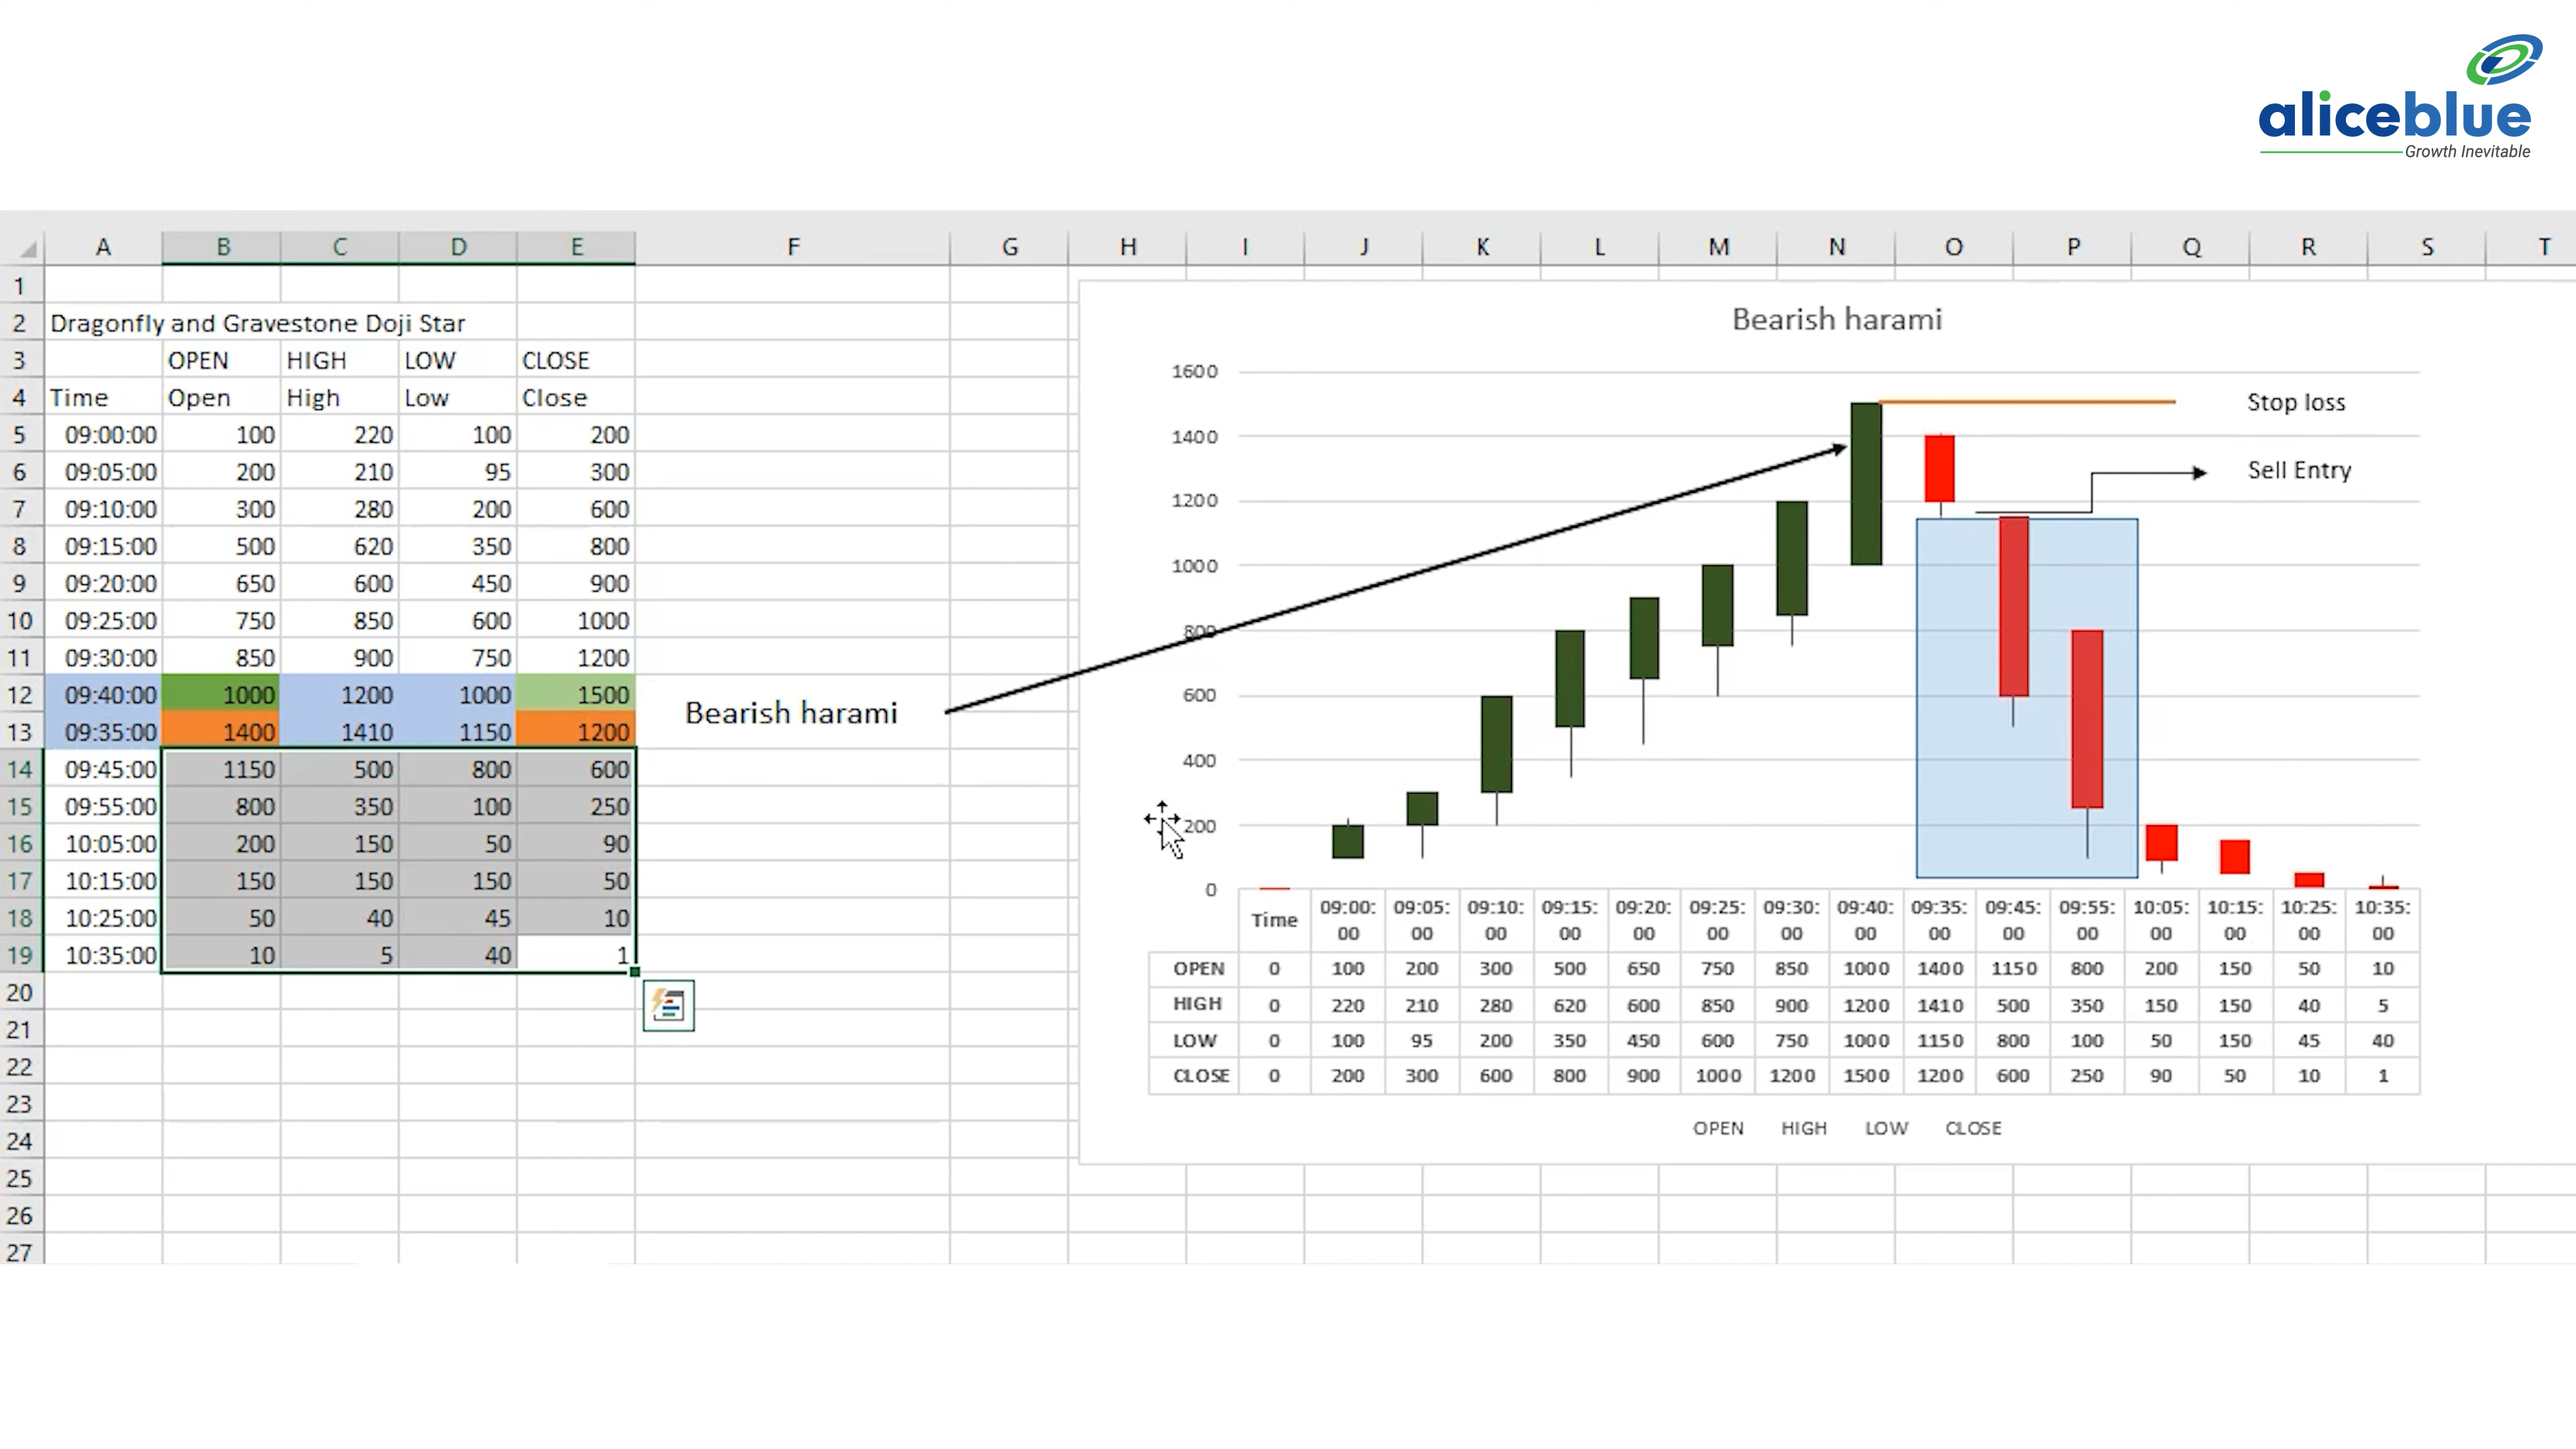 aliceblue
Growth Inevitable
A B C D E F G H I J K L M N O P Q R S T
1
2 Dragonfly and Gravestone Doji Star
3 OPEN HIGH LOW CLOSE
4 Time Open High Low Close
5 09:00:00 100 220 100 200
6 09:05:00 200 210 95 300
7 09:10:00 300 280 200 600
8 09:15:00 500 620 350 800
9 09:20:00 650 600 450 900
10 09:25:00 750 850 600 1000
11 09:30:00 850 900 750 1200
12 09:40:00 1000 1200 1000 1500
13 09:35:00 1400 1410 1150 1200
Bearish harami
14 09:45:00 1150 500 800 600
15 09:55:00 800 350 100 250
16 10:05:00 200 150 50 90
17 10:15:00 150 150 150 50
18 10:25:00 50 40 45 10
19 10:35:00 10 5 40 1
20
21
22
23
24
25
26
27
Bearish harami
1600
1400
1200
1000
800
600
400
200
0
Stop loss
Sell Entry
Time 09:00:00 09:05:00 09:10:00 09:15:00 09:20:00 09:25:00 09:30:00 09:40:00 09:35:00 09:45:00 09:55:00 10:05:00 10:15:00 10:25:00 10:35:00
OPEN 0 100 200 300 500 650 750 850 1000 1400 1150 800 200 150 50 10
HIGH 0 220 210 280 620 600 850 900 1200 1410 500 350 150 150 40 5
LOW 0 100 95 200 350 450 600 750 1000 1150 800 100 50 150 45 40
CLOSE 0 200 300 600 800 900 1000 1200 1500 1200 600 250 90 50 10 1
OPEN HIGH LOW CLOSE